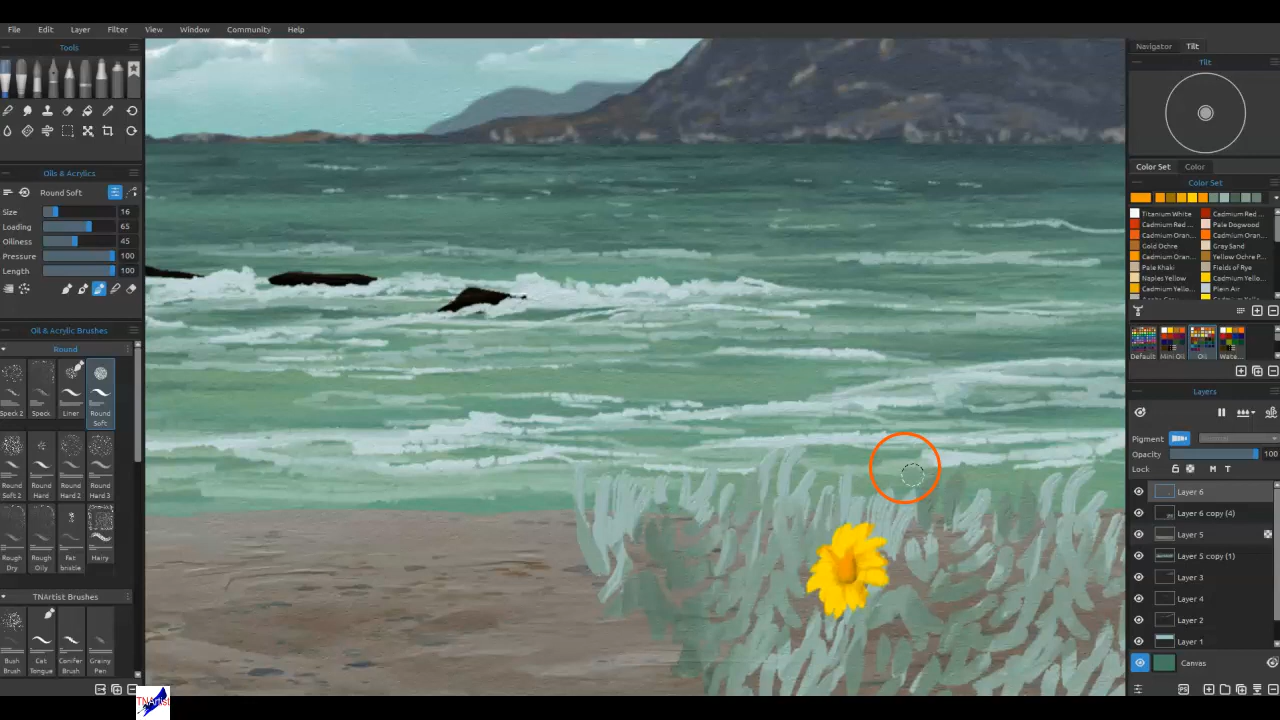 File Edit Layer Filter View Window Community Help
Tools
Oils & Acrylics
Round Soft
Size 16
Loading 65
Oiliness 45
Pressure 100
Length 100
Oil & Acrylic Brushes
Round
Speck 2 Speck Liner Round Soft
Round Soft 2 Round Hard Round Hard 2 Round Hard 3
Rough Dry Rough Oily Fat bristle Hairy
TNArtist Brushes
Bush Brush Cat Tongue Conifer Brush Grainy Pen
TNArtist
Navigator Tilt
Tilt
Color Set Color
Color Set
Titanium White Cadmium Red ...
Cadmium Red ... Pale Dogwood
Cadmium Oran... Cadmium Oran...
Gold Ochre Gray Sand
Cadmium Oran... Yellow Ochre P...
Pale Khaki Fields of Rye
Naples Yellow Cadmium Yello...
Cadmium Yello... Plein Air
Default Mini Oil Oil Wate...
Layers
Pigment
Opacity 100
Lock M T
Layer 6
Layer 6 copy (4)
Layer 5
Layer 5 copy (1)
Layer 3
Layer 4
Layer 2
Layer 1
Canvas
PS